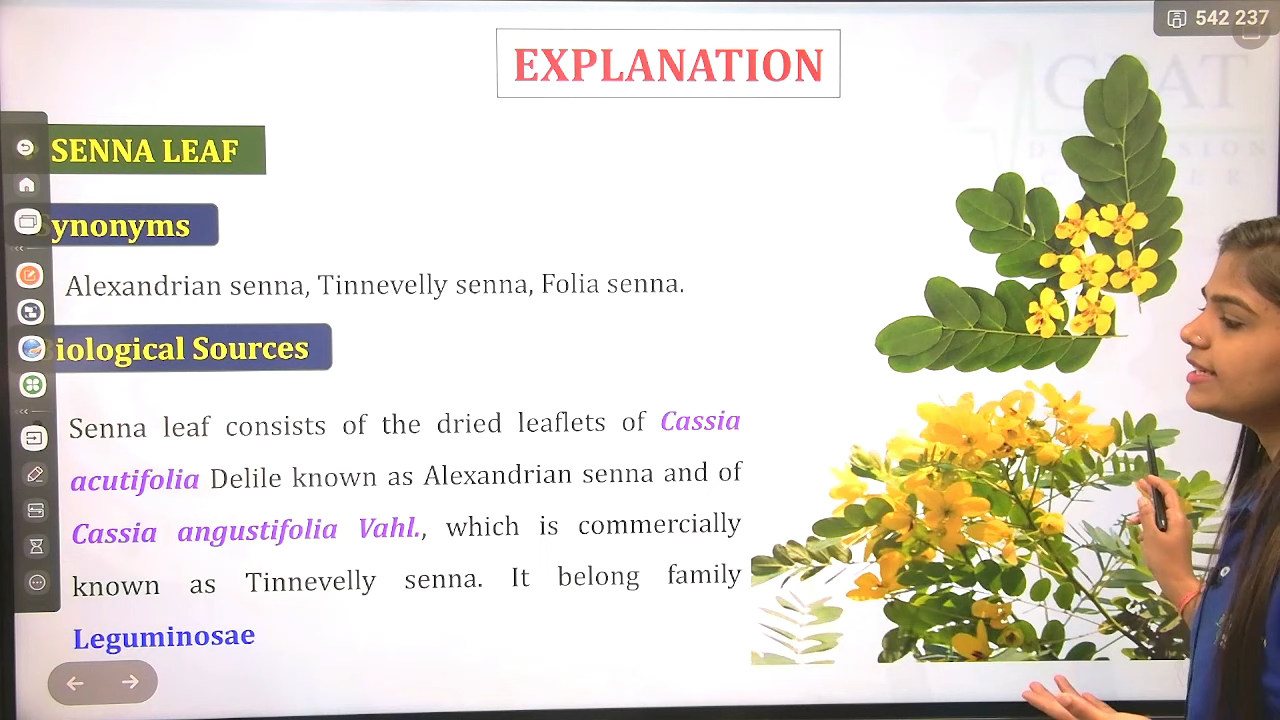 542 237
EXPLANATION
GPAT
SENNA LEAF
ynonyms
Alexandrian senna, Tinnevelly senna, Folia senna.
iological Sources
Senna leaf consists of the dried leaflets of Cassia
acutifolia Delile known as Alexandrian senna and of
Cassia angustifolia Vahl., which is commercially
known as Tinnevelly senna. It belong family
Leguminosae